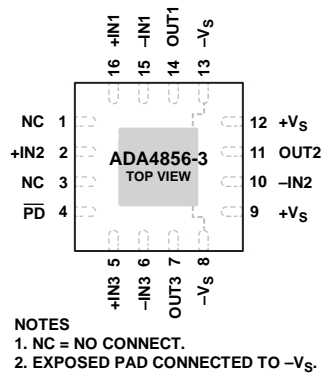 +IN1
–IN1
OUT1
–VS
16
15
14
13
NC 1
+IN2 2
NC 3
PD 4
ADA4856-3
TOP VIEW
12 +VS
11 OUT2
10 –IN2
9 +VS
5
6
7
8
+IN3
–IN3
OUT3
–VS
NOTES
1. NC = NO CONNECT.
2. EXPOSED PAD CONNECTED TO –VS.